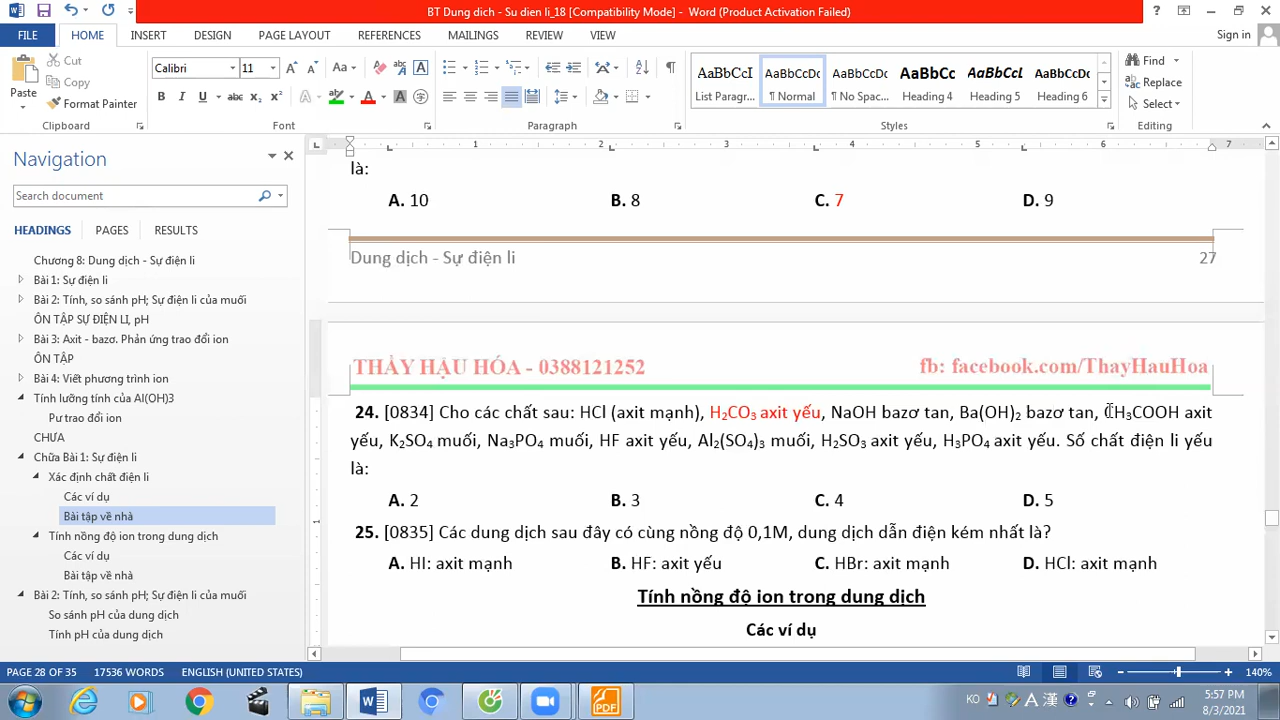 BT Dung dich - Su dien li_18 [Compatibility Mode] - Word (Product Activation Failed)
FILE HOME INSERT DESIGN PAGE LAYOUT REFERENCES MAILINGS REVIEW VIEW Sign in
Paste Cut Copy Format Painter
Calibri 11
AaBbCcI AaBbCcDc AaBbCcDc AaBbCc AaBbCcL AaBbCcDc
List Paragr... ¶ Normal ¶ No Spac... Heading 4 Heading 5 Heading 6
Find Replace Select
Clipboard Font Paragraph Styles Editing
Navigation
Search document
HEADINGS PAGES RESULTS
Chương 8: Dung dịch - Sự điện li
Bài 1: Sự điện li
Bài 2: Tính, so sánh pH; Sự điện li của muối
ÔN TẬP SỰ ĐIỆN LI, pH
Bài 3: Axit - bazơ. Phản ứng trao đổi ion
ÔN TẬP
Bài 4: Viết phương trình ion
Tính lưỡng tính của Al(OH)3
Pư trao đổi ion
CHƯA
Chữa Bài 1: Sự điện li
Xác định chất điện li
Các ví dụ
Bài tập về nhà
Tính nồng độ ion trong dung dịch
Các ví dụ
Bài tập về nhà
Bài 2: Tính, so sánh pH; Sự điện li của muối
So sánh pH của dung dịch
Tính pH của dung dịch
1 2 3 4 5 6 7
là:
A. 10 B. 8 C. 7 D. 9
Dung dịch - Sự điện li 27
THẦY HẬU HÓA - 0388121252 fb: facebook.com/ThayHauHoa
24. [0834] Cho các chất sau: HCl (axit mạnh), H₂CO₃ axit yếu, NaOH bazơ tan, Ba(OH)₂ bazơ tan, CH₃COOH axit
yếu, K₂SO₄ muối, Na₃PO₄ muối, HF axit yếu, Al₂(SO₄)₃ muối, H₂SO₃ axit yếu, H₃PO₄ axit yếu. Số chất điện li yếu
là:
A. 2 B. 3 C. 4 D. 5
25. [0835] Các dung dịch sau đây có cùng nồng độ 0,1M, dung dịch dẫn điện kém nhất là?
A. HI: axit mạnh B. HF: axit yếu C. HBr: axit mạnh D. HCl: axit mạnh
Tính nồng độ ion trong dung dịch
Các ví dụ
PAGE 28 OF 35 17536 WORDS ENGLISH (UNITED STATES) 140%
KO A 漢 5:57 PM
8/3/2021